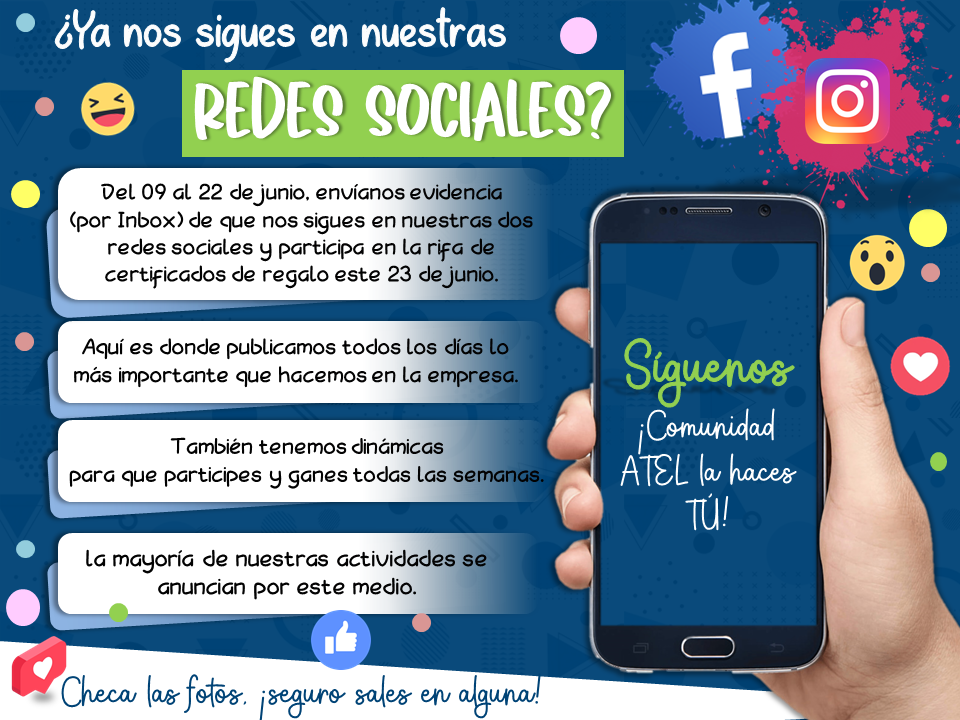 ¿Ya nos sigues en nuestras
REDES SOCIALES?
Del 09 al 22 de junio, envíanos evidencia
(por Inbox) de que nos sigues en nuestras dos
redes sociales y participa en la rifa de
certificados de regalo este 23 de junio.
Aquí es donde publicamos todos los días lo
más importante que hacemos en la empresa.
También tenemos dinámicas
para que participes y ganes todas las semanas.
La mayoría de nuestras actividades se
anuncian por este medio.
Síguenos
¡Comunidad
ATEL la haces
TÚ!
Checa las fotos, ¡seguro sales en alguna!